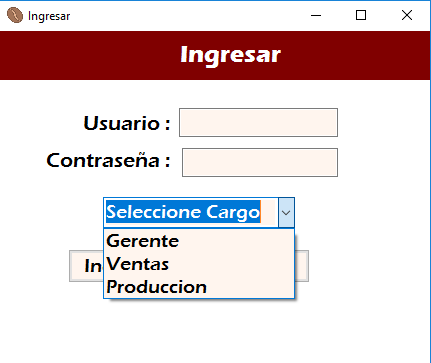 Ingresar
Ingresar
Usuario :
Contraseña :
Seleccione Cargo
Gerente
Ventas
Produccion